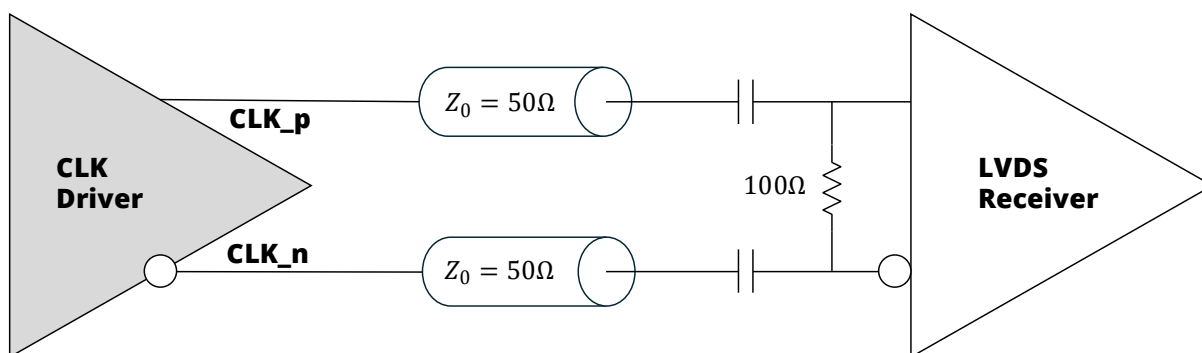 CLK_p
Z₀ = 50Ω
CLK
Driver
100Ω
LVDS
Receiver
CLK_n
Z₀ = 50Ω